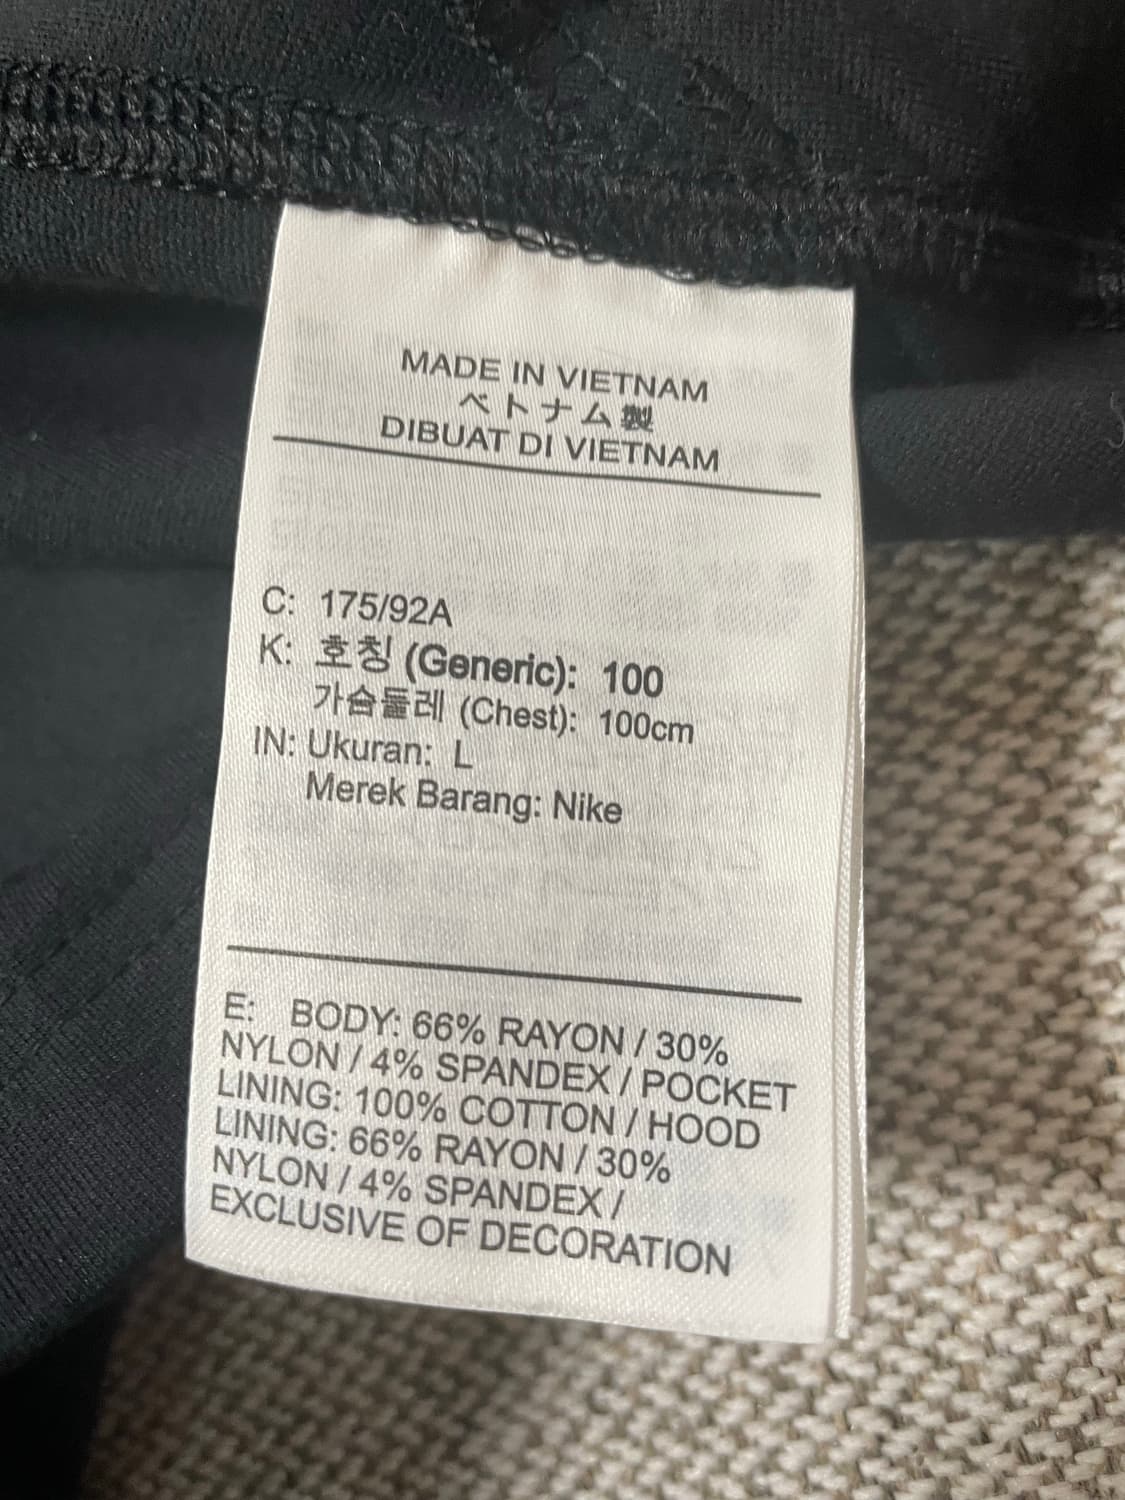 MADE IN VIETNAM
ベトナム製
DIBUAT DI VIETNAM
C: 175/92A
K: 호칭 (Generic): 100
가슴둘레 (Chest): 100cm
IN: Ukuran: L
Merek Barang: Nike
E: BODY: 66% RAYON / 30%
NYLON / 4% SPANDEX / POCKET
LINING: 100% COTTON / HOOD
LINING: 66% RAYON / 30%
NYLON / 4% SPANDEX /
EXCLUSIVE OF DECORATION